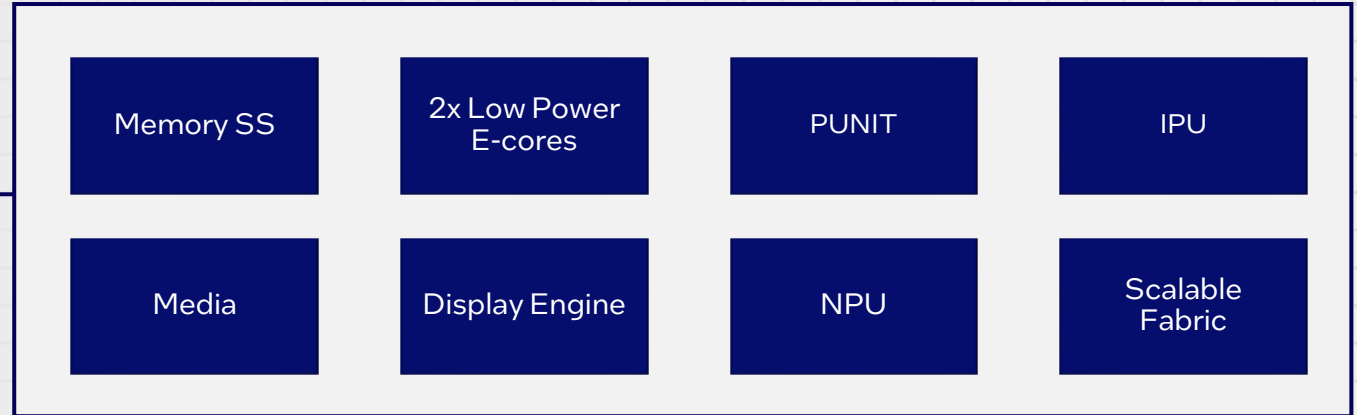 Memory SS
2x Low Power
E-cores
PUNIT
IPU
Media
Display Engine
NPU
Scalable
Fabric